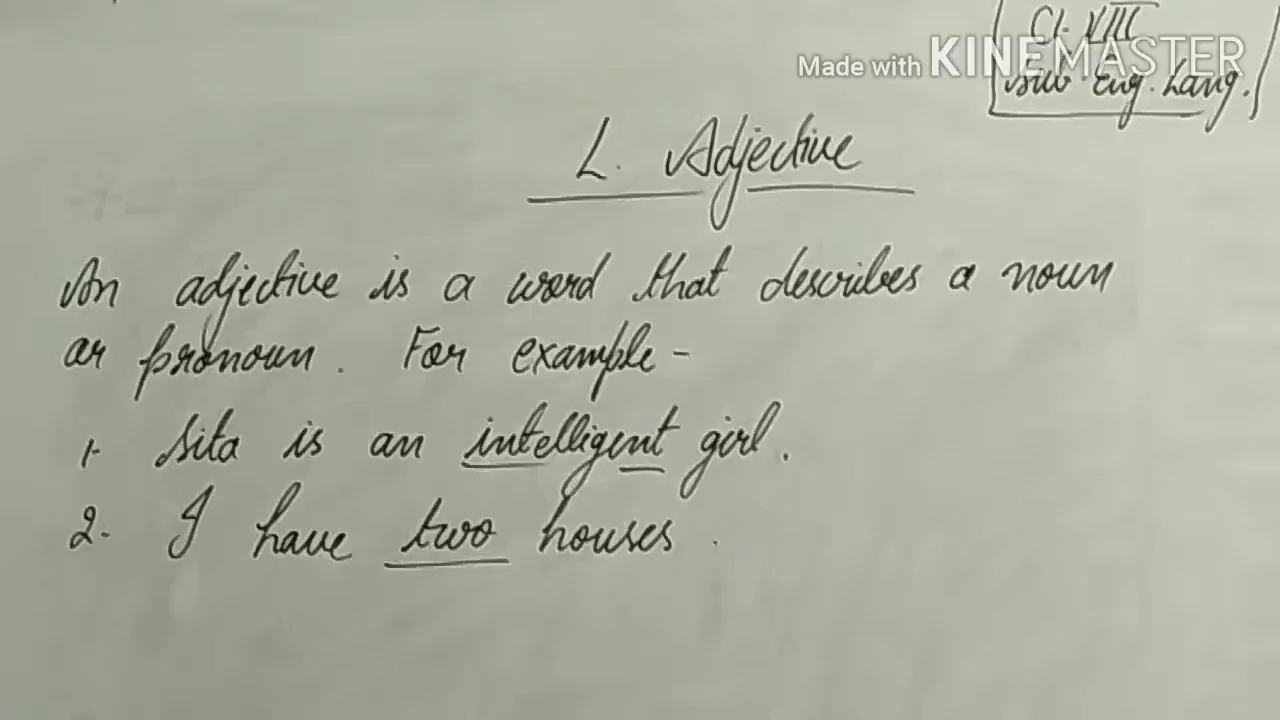 Cl. VIII
Made with KINEMASTER
Sub Eng. Lang.
L. Adjective
An adjective is a word that describes a noun
or pronoun. For example -
1. Sita is an intelligent girl.
2. I have two houses.